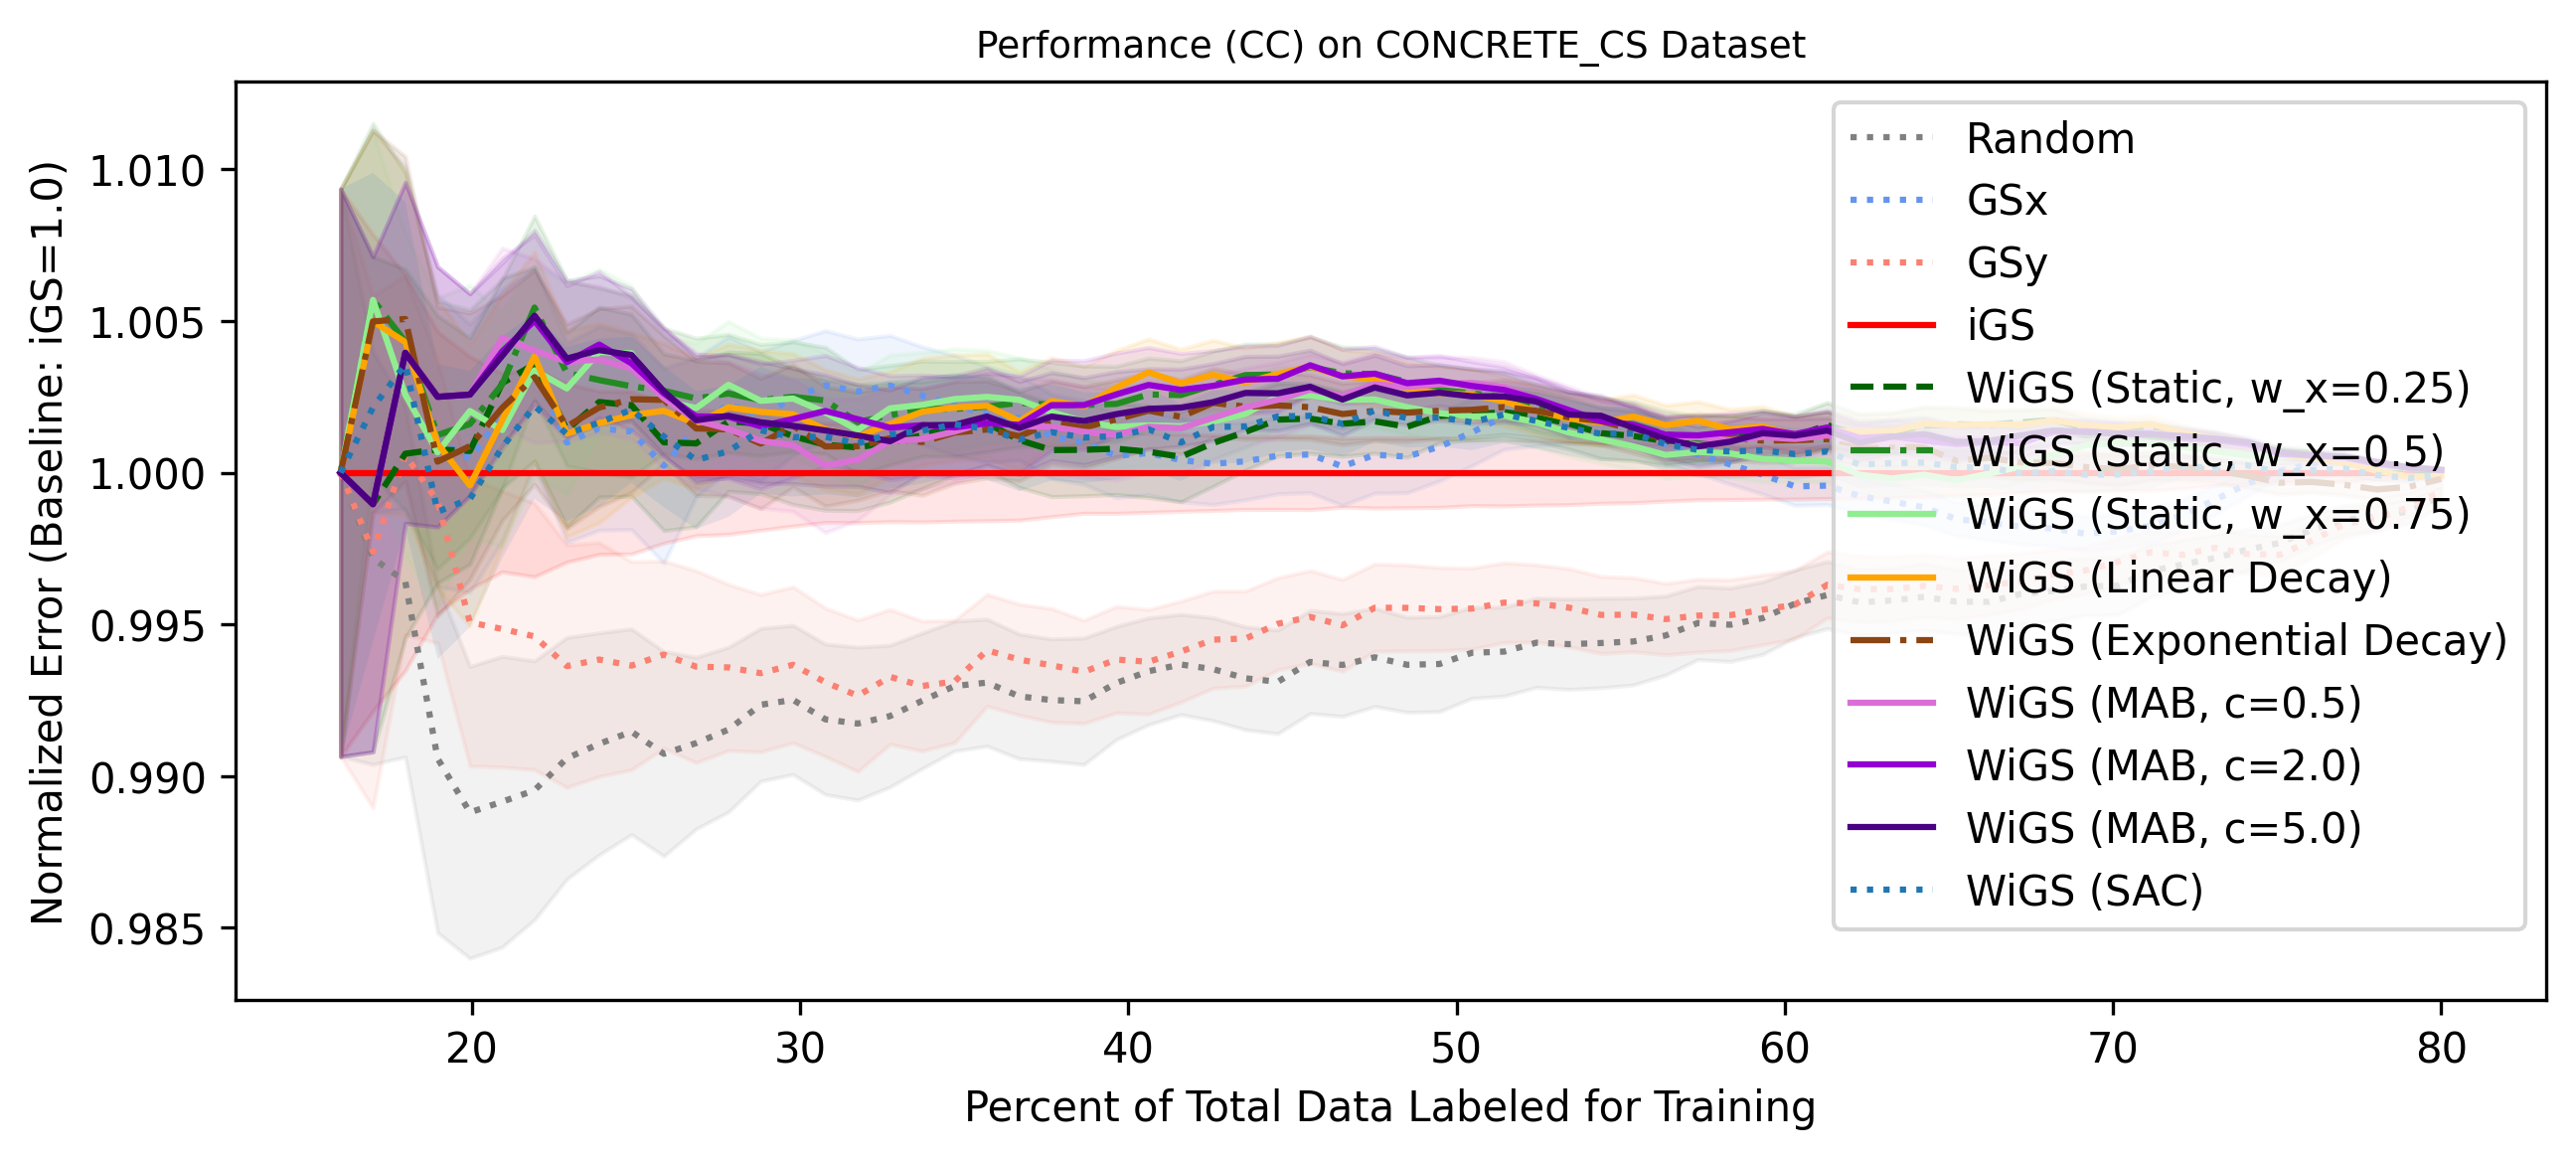 Performance (CC) on CONCRETE_CS Dataset
Normalized Error (Baseline: iGS=1.0)
1.010
1.005
1.000
0.995
0.990
0.985
Random
GSx
GSy
iGS
WiGS (Static, w_x=0.25)
WiGS (Static, w_x=0.5)
WiGS (Static, w_x=0.75)
WiGS (Linear Decay)
WiGS (Exponential Decay)
WiGS (MAB, c=0.5)
WiGS (MAB, c=2.0)
WiGS (MAB, c=5.0)
WiGS (SAC)
20 30 40 50 60 70 80
Percent of Total Data Labeled for Training